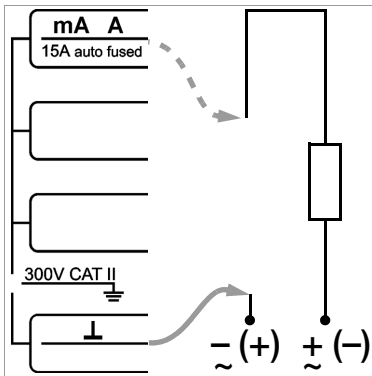 mA A
15A auto fused
300V CAT II
− (+) + (−)
~ ~